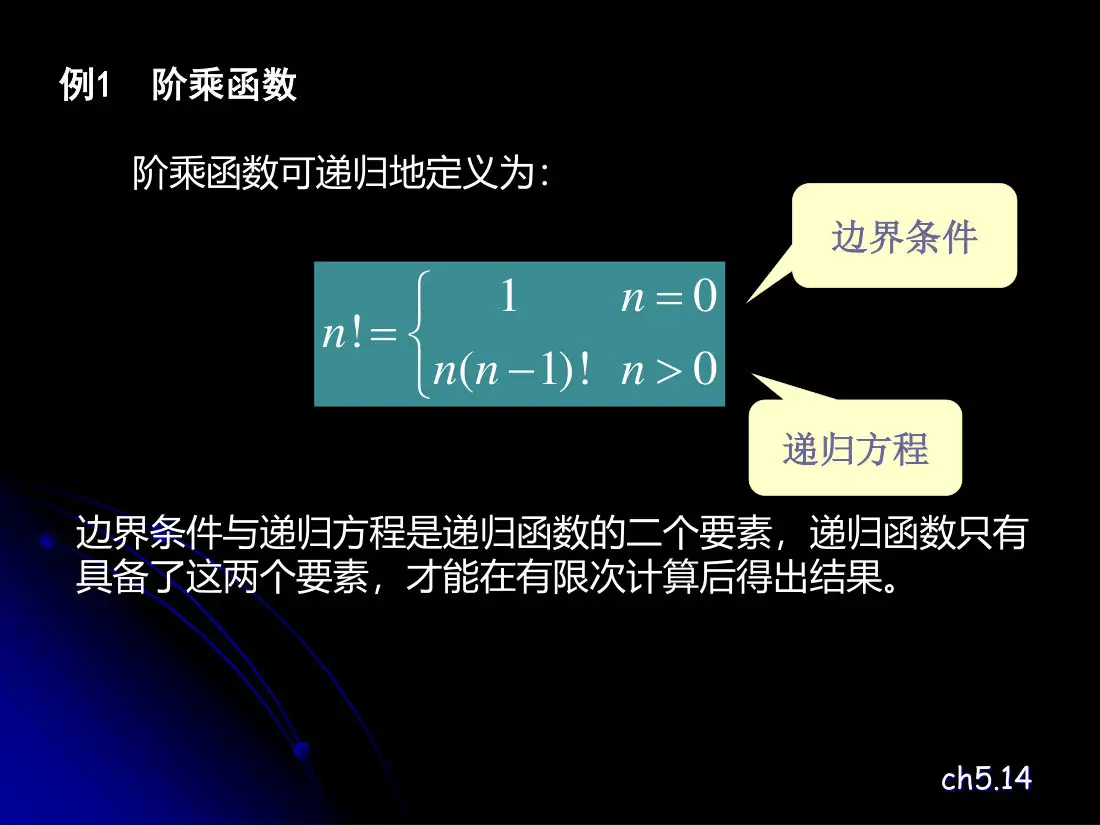 例1 阶乘函数
阶乘函数可递归地定义为：
边界条件
n!= { 1 n=0
n(n-1)! n>0
递归方程
边界条件与递归方程是递归函数的二个要素，递归函数只有
具备了这两个要素，才能在有限次计算后得出结果。
ch5.14